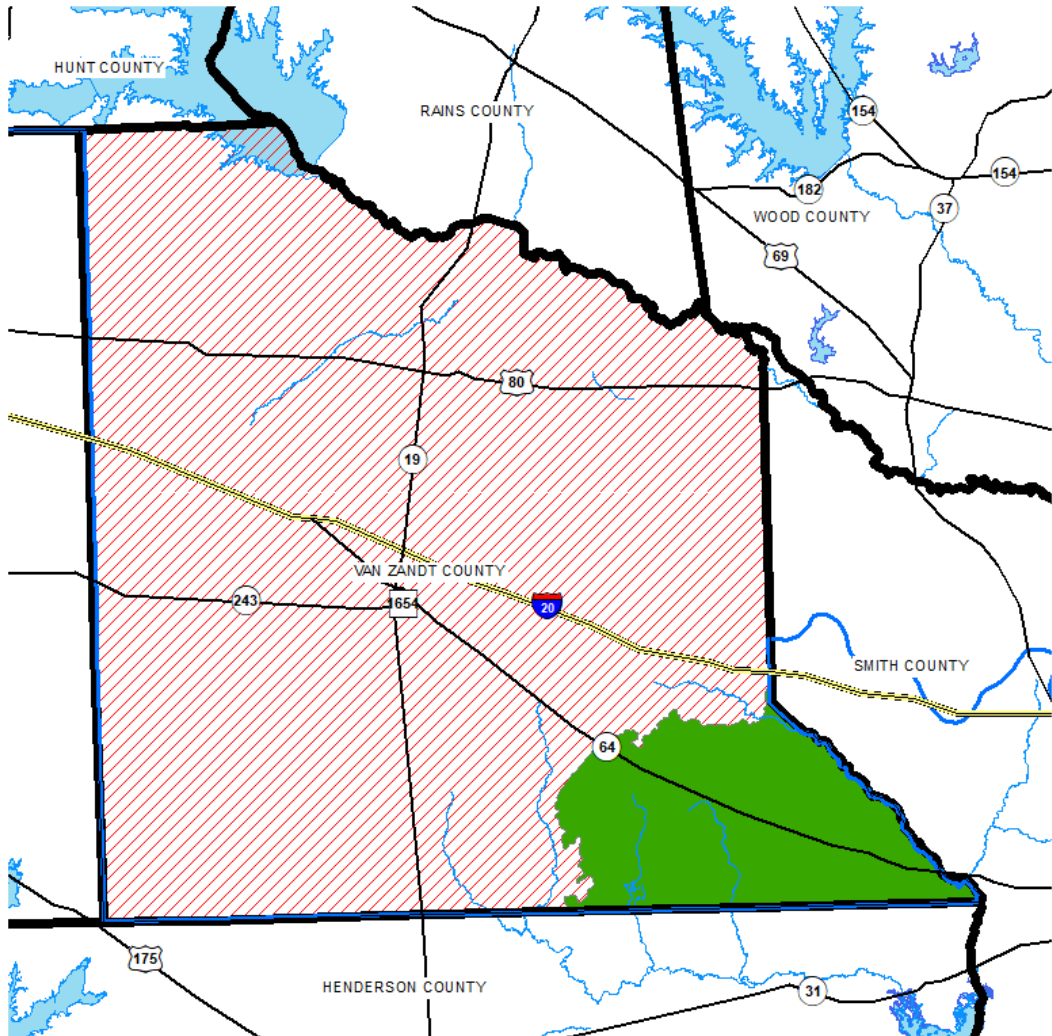 HUNT COUNTY
RAINS COUNTY
154
154
182
37
WOOD COUNTY
69
80
19
VAN ZANDT COUNTY
243
1654
20
SMITH COUNTY
64
175
HENDERSON COUNTY
31